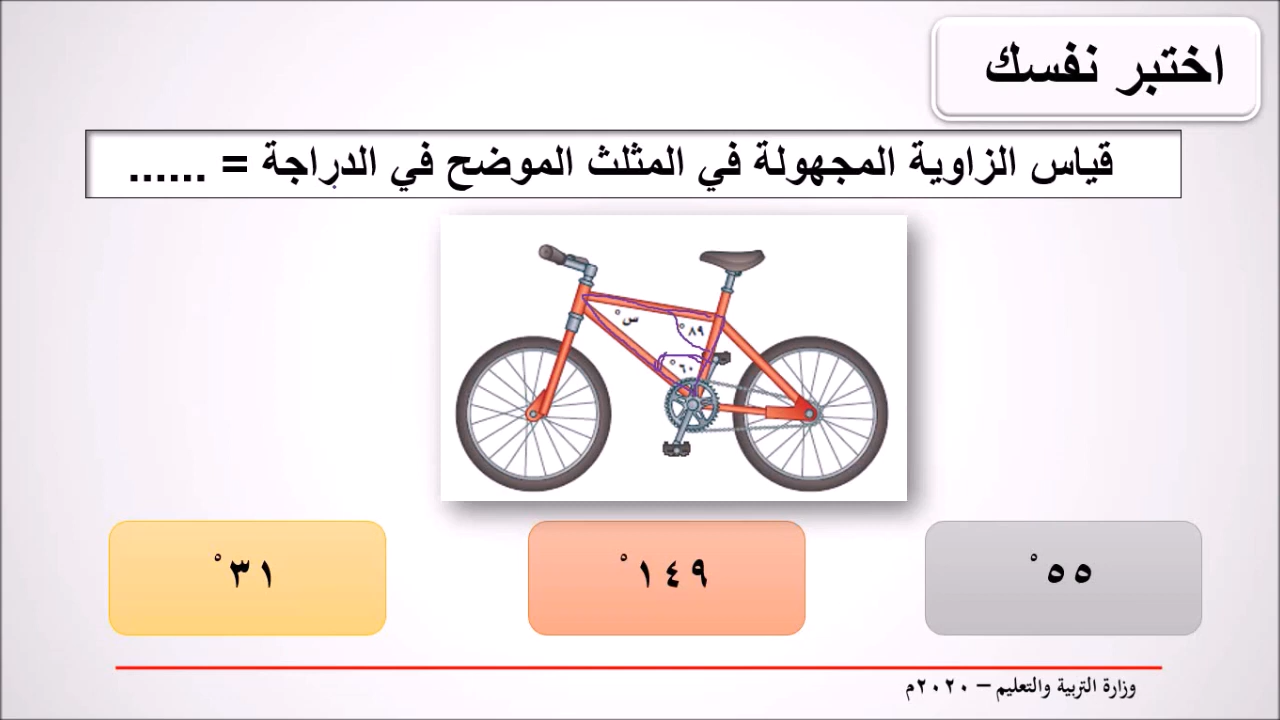 اختبر نفسك
قياس الزاوية المجهولة في المثلث الموضح في الدراجة = ......
س°
٨٩°
٦٠°
٥٥°
١٤٩°
٣١°
وزارة التربية والتعليم – ٢٠٢٠م